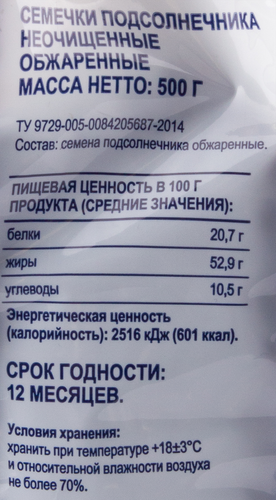 СЕМЕЧКИ ПОДСОЛНЕЧНИКА
НЕОЧИЩЕННЫЕ
ОБЖАРЕННЫЕ
МАССА НЕТТО: 500 Г
ТУ 9729-005-0084205687-2014
Состав: семена подсолнечника обжаренные.
ПИЩЕВАЯ ЦЕННОСТЬ В 100 Г
ПРОДУКТА (СРЕДНИЕ ЗНАЧЕНИЯ):
белки 20,7 г
жиры 52,9 г
углеводы 10,5 г
Энергетическая ценность
(калорийность): 2516 кДж (601 ккал).
СРОК ГОДНОСТИ:
12 МЕСЯЦЕВ.
Условия хранения:
хранить при температуре +18±3°С
и относительной влажности воздуха
не более 70%.